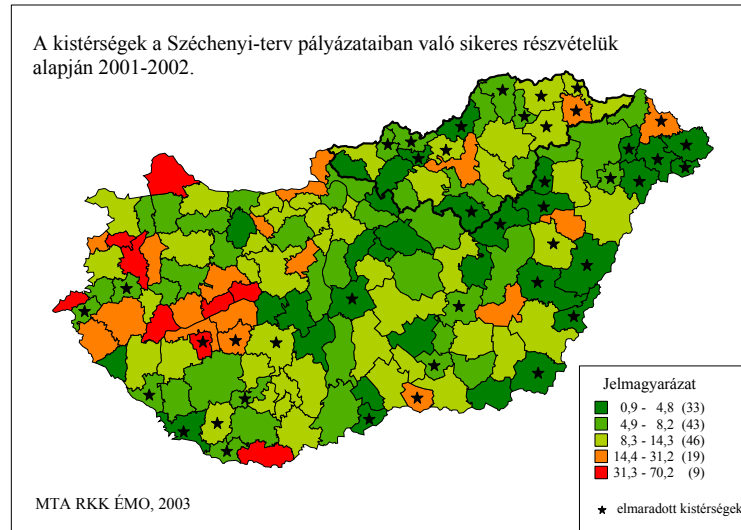 A kistérségek a Széchenyi-terv pályázataiban való sikeres részvételük
alapján 2001-2002.
Jelmagyarázat
0,9 - 4,8 (33)
4,9 - 8,2 (43)
8,3 - 14,3 (46)
14,4 - 31,2 (19)
31,3 - 70,2 (9)
elmaradott kistérségek
MTA RKK ÉMO, 2003